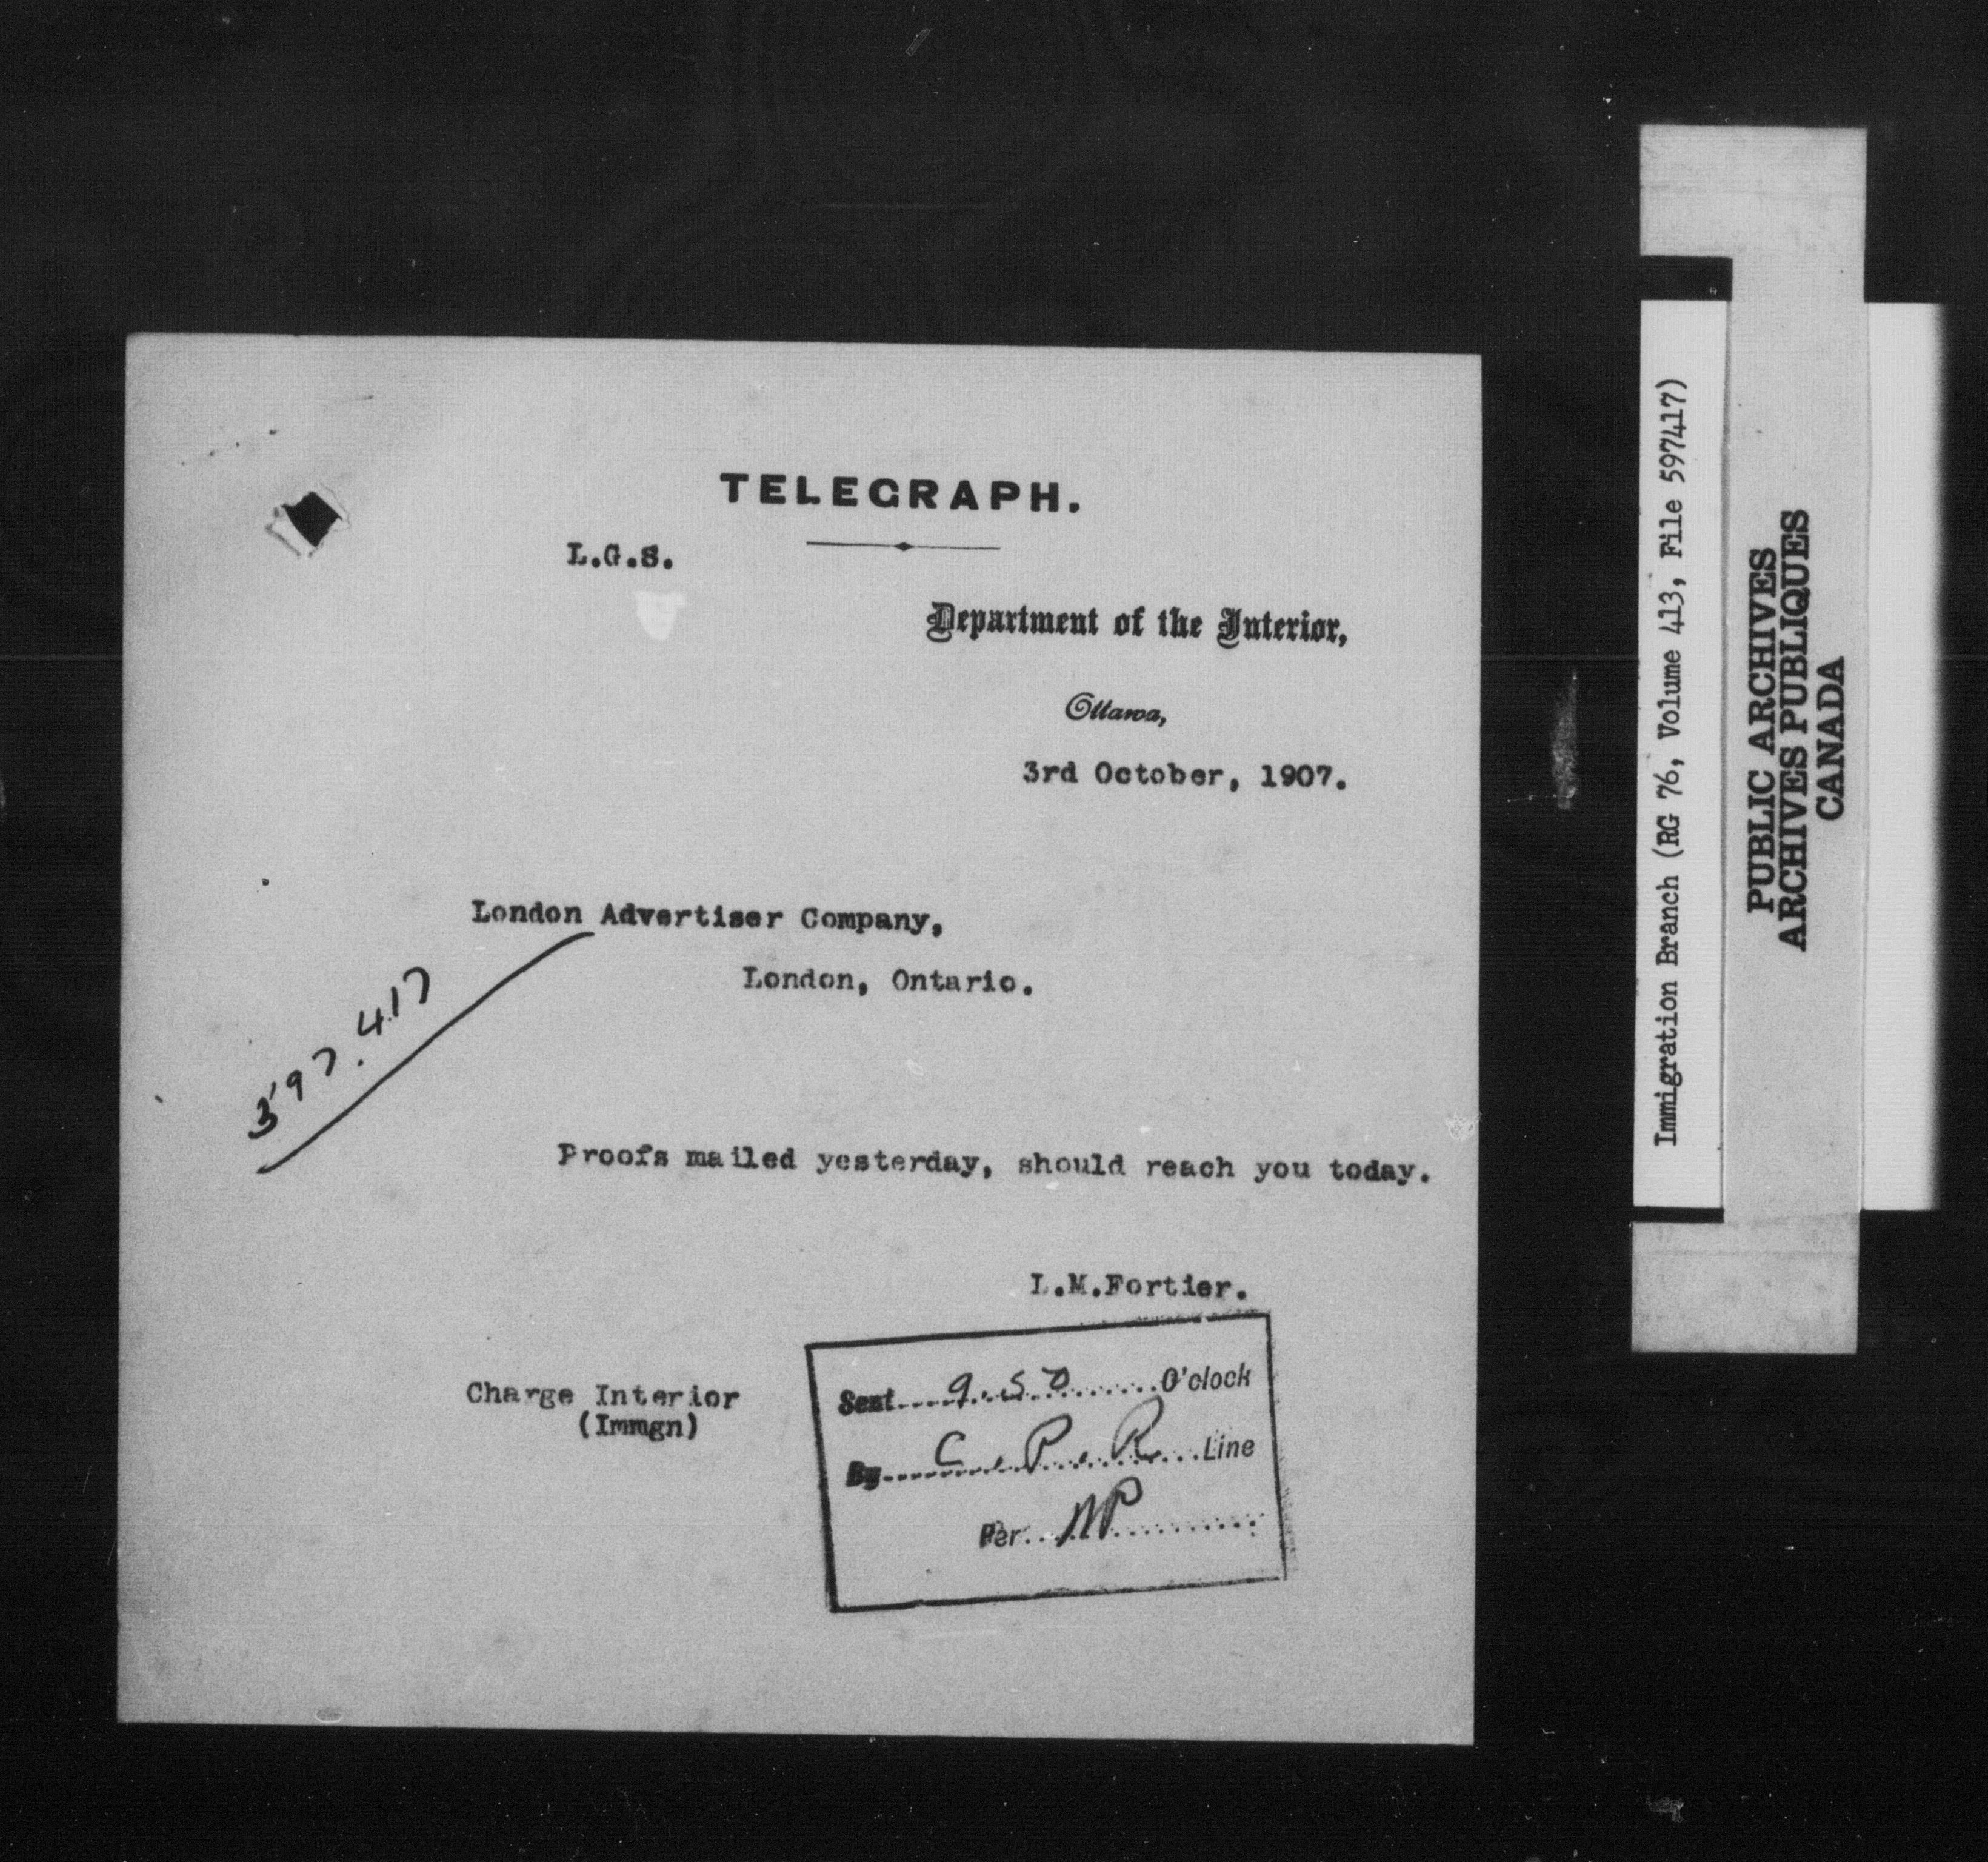 TELEGRAPH.
L.G.S.
Department of the Interior,
Ottawa,
3rd October, 1907.
London Advertiser Company,
London, Ontario.
597.417
Proofs mailed yesterday, should reach you today.
L.M.Fortier.
Charge Interior
(Immgn)
Sent 9.50 O'clock
By C.P.R. Line
Per MP
Immigration Branch (RG 76, Volume 413, File 597417)
PUBLIC ARCHIVES
ARCHIVES PUBLIQUES
CANADA